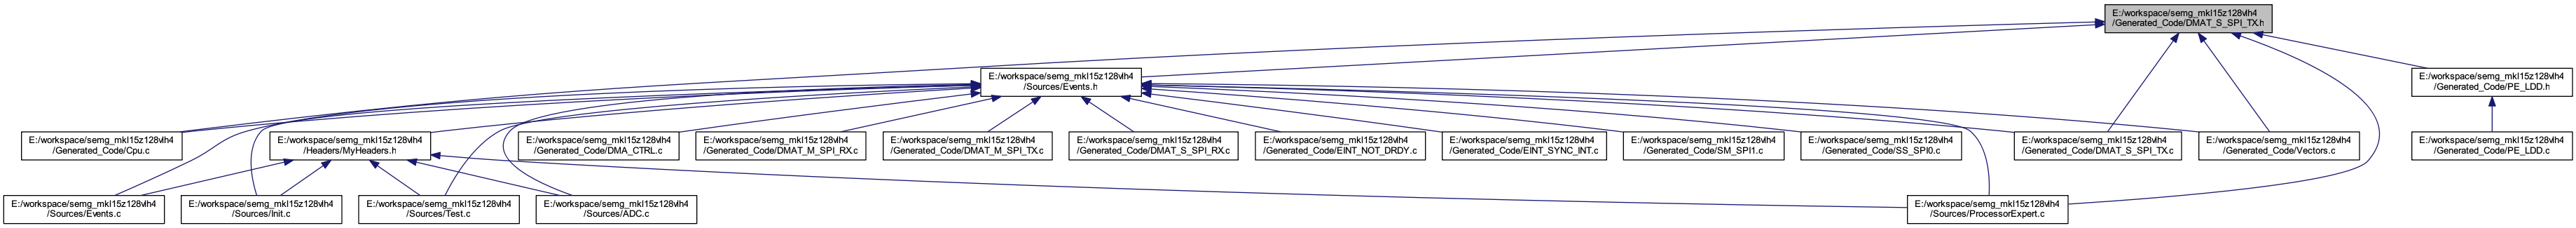 E:/workspace/semg_mkl15z128vlh4
/Generated_Code/DMAT_S_SPI_TX.h
E:/workspace/semg_mkl15z128vlh4
/Sources/Events.h
E:/workspace/semg_mkl15z128vlh4
/Generated_Code/PE_LDD.h
E:/workspace/semg_mkl15z128vlh4
/Generated_Code/Cpu.c
E:/workspace/semg_mkl15z128vlh4
/Headers/MyHeaders.h
E:/workspace/semg_mkl15z128vlh4
/Generated_Code/DMA_CTRL.c
E:/workspace/semg_mkl15z128vlh4
/Generated_Code/DMAT_M_SPI_RX.c
E:/workspace/semg_mkl15z128vlh4
/Generated_Code/DMAT_M_SPI_TX.c
E:/workspace/semg_mkl15z128vlh4
/Generated_Code/DMAT_S_SPI_RX.c
E:/workspace/semg_mkl15z128vlh4
/Generated_Code/EINT_NOT_DRDY.c
E:/workspace/semg_mkl15z128vlh4
/Generated_Code/EINT_SYNC_INT.c
E:/workspace/semg_mkl15z128vlh4
/Generated_Code/SM_SPI1.c
E:/workspace/semg_mkl15z128vlh4
/Generated_Code/SS_SPI0.c
E:/workspace/semg_mkl15z128vlh4
/Generated_Code/DMAT_S_SPI_TX.c
E:/workspace/semg_mkl15z128vlh4
/Generated_Code/Vectors.c
E:/workspace/semg_mkl15z128vlh4
/Generated_Code/PE_LDD.c
E:/workspace/semg_mkl15z128vlh4
/Sources/Events.c
E:/workspace/semg_mkl15z128vlh4
/Sources/Init.c
E:/workspace/semg_mkl15z128vlh4
/Sources/Test.c
E:/workspace/semg_mkl15z128vlh4
/Sources/ADC.c
E:/workspace/semg_mkl15z128vlh4
/Sources/ProcessorExpert.c